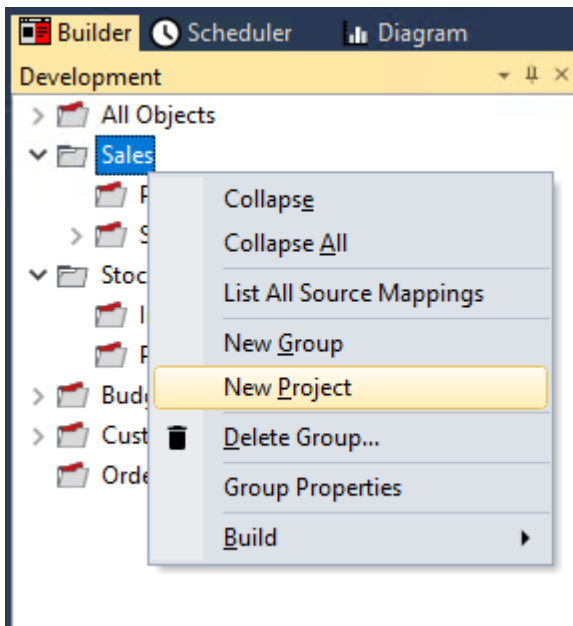 Builder Scheduler Diagram
Development
All Objects
Sales
Collapse
Collapse All
List All Source Mappings
New Group
New Project
Delete Group...
Group Properties
Build